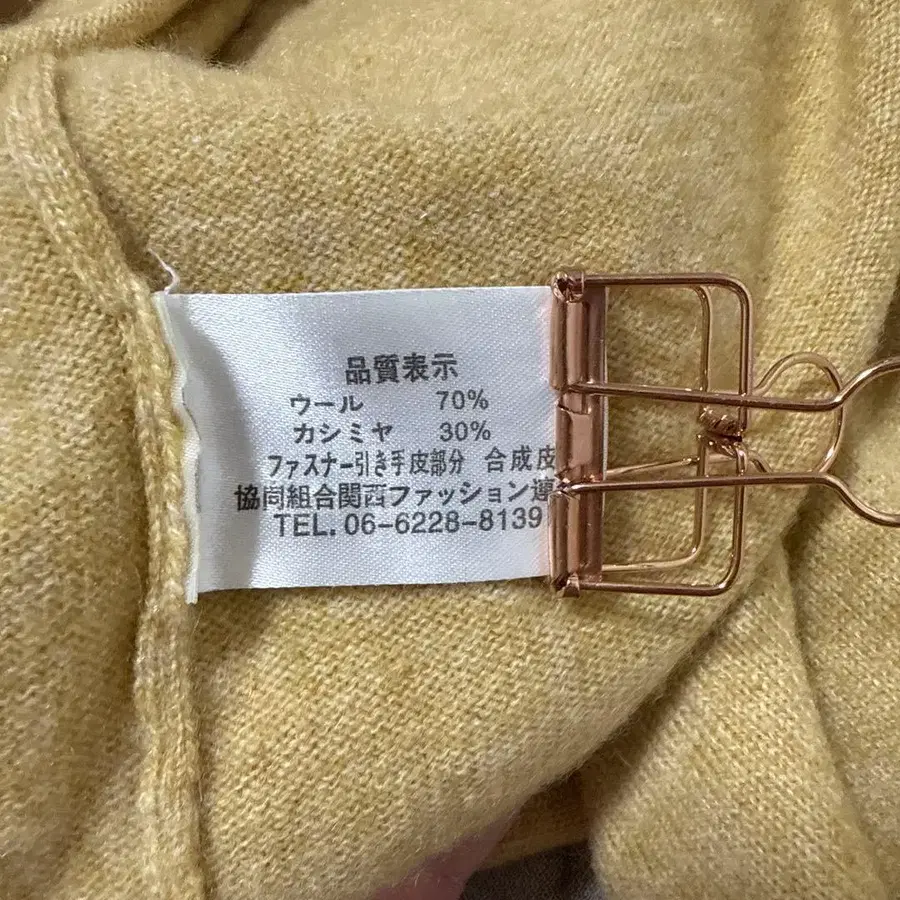 品質表示
ウール 70%
カシミヤ 30%
ファスナー引き手皮部分 合成皮
協同組合関西ファッション連
TEL. 06-6228-8139